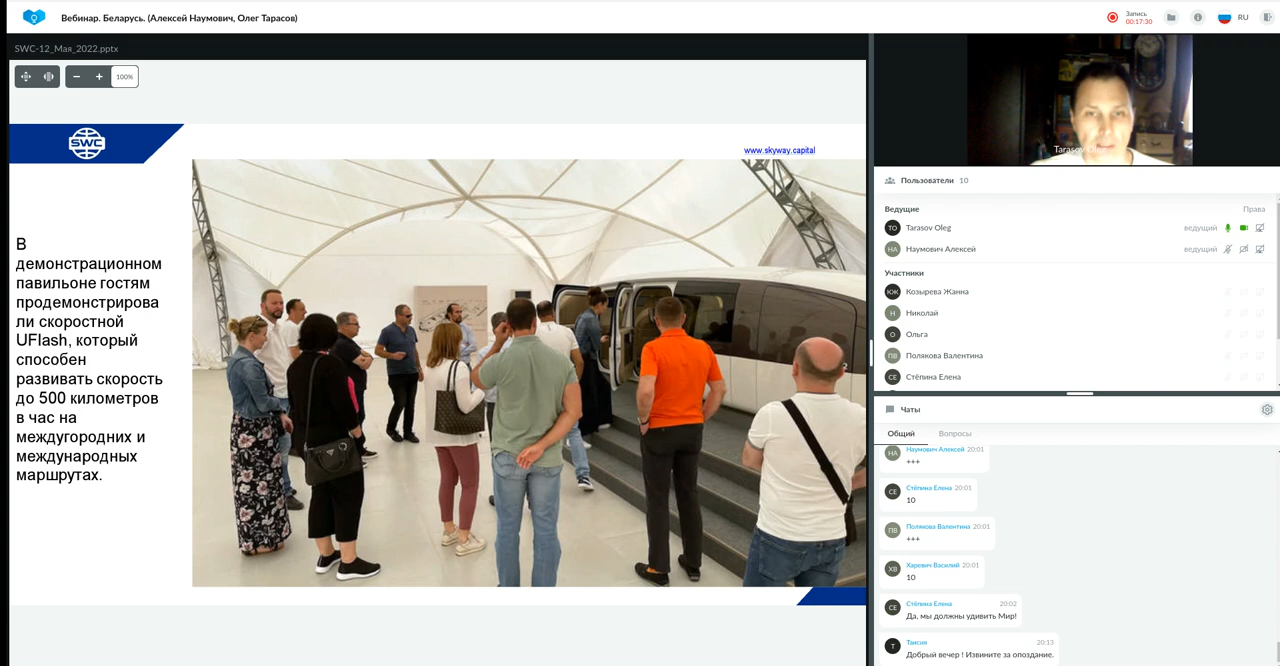 Вебинар. Беларусь. (Алексей Наумович, Олег Тарасов)
Запись
00:17:30
RU
SWC-12_Мая_2022.pptx
100%
SWC
www.skyway.capital
В
демонстрационном
павильоне гостям
продемонстрирова
ли скоростной
UFlash, который
способен
развивать скорость
до 500 километров
в час на
междугородних и
международных
маршрутах.
Tarasov Oleg
Пользователи 10
Ведущие Права
TO Tarasov Oleg ведущий
НА Наумович Алексей ведущий
Участники
КЖ Козырева Жанна
Н Николай
О Ольга
ПВ Полякова Валентина
СЕ Стёпина Елена
Чаты
Общий Вопросы
НА Наумович Алексей 20:01
+++
СЕ Стёпина Елена 20:01
10
ПВ Полякова Валентина 20:01
+++
ХВ Харевич Василий 20:01
10
СЕ Стёпина Елена 20:02
Да, мы должны удивить Мир!
Т Таисия 20:13
Добрый вечер ! Извините за опоздание.